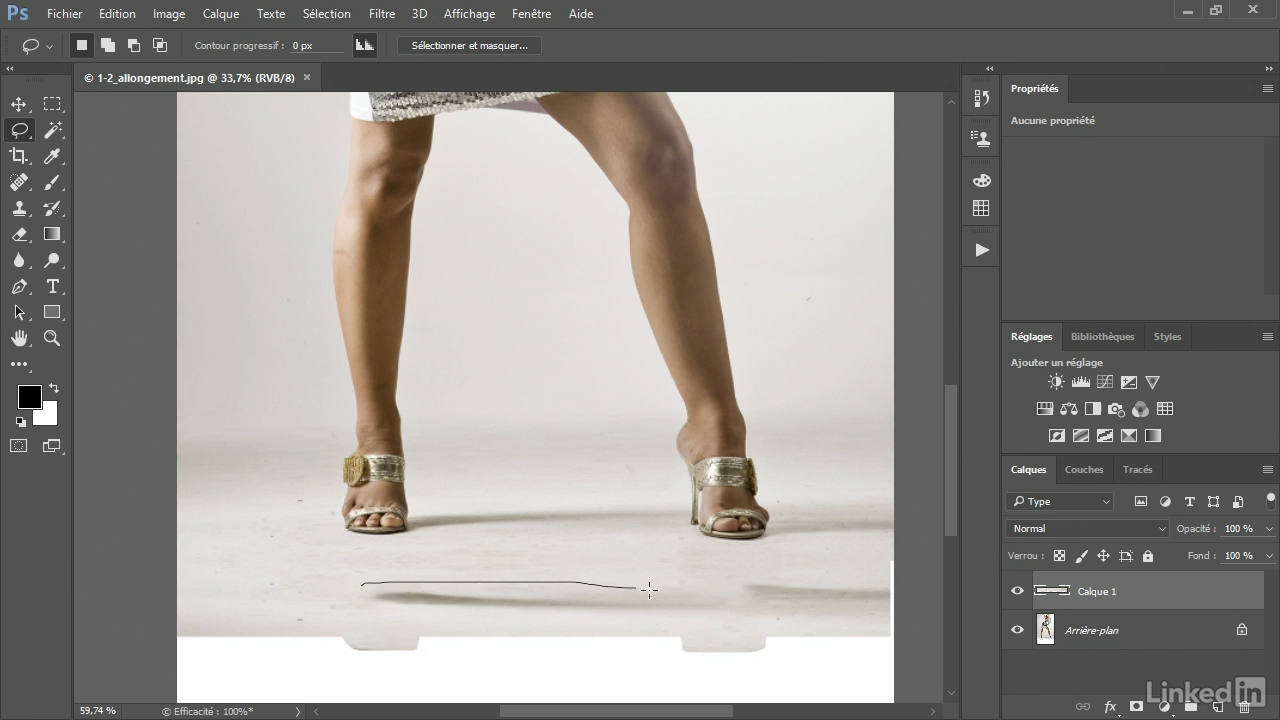 Ps Fichier Edition Image Calque Texte Sélection Filtre 3D Affichage Fenêtre Aide
Contour progressif : 0 px Sélectionner et masquer...
© 1-2_allongement.jpg @ 33,7% (RVB/8) ×
Propriétés
Aucune propriété
Réglages Bibliothèques Styles
Ajouter un réglage
Calques Couches Tracés
Type
Normal Opacité : 100 %
Verrou : Fond : 100 %
Calque 1
Arrière-plan
fx
59,74 % © Efficacité : 100%*
Linked in